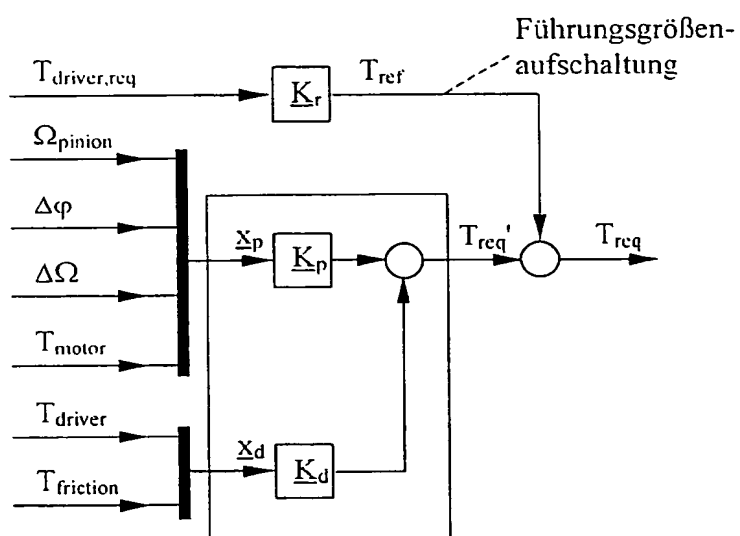 Führungsgrößen-
aufschaltung
T_driver,req
K_r
T_ref
Ω_pinion
Δφ
ΔΩ
T_motor
x_p
K_p
T_req'
T_req
T_driver
T_friction
x_d
K_d